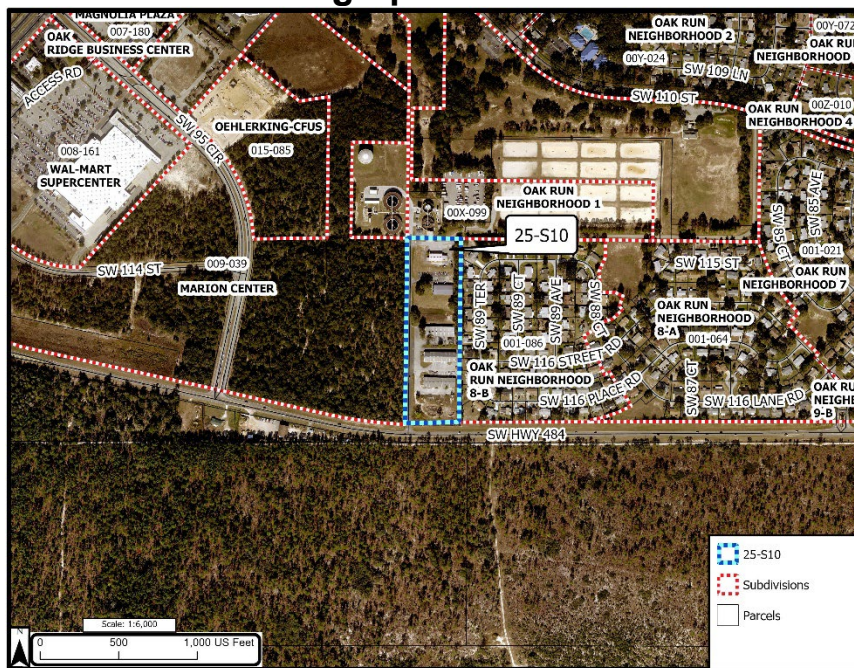 MAGNOLIA PLAZA
007-180
OAK
RIDGE BUSINESS CENTER
ACCESS RD
SW 95 CIR
OEHLERKING-CFUS
015-085
008-161
WAL-MART
SUPERCENTER
SW 114 ST
009-039
MARION CENTER
OAK RUN
NEIGHBORHOOD 2
00Y-024
SW 109 LN
SW 110 ST
00Y-072
OAK RUN
NEIGHBORHOOD
00Z-010
OAK RUN
NEIGHBORHOOD 4
OAK RUN
NEIGHBORHOOD 1
00X-099
25-S10
SW 85 AVE
SW 85 CT
001-021
OAK RUN
NEIGHBORHOOD 7
SW 115 ST
SW 89 TER
SW 89 CT
SW 89 AVE
SW 88 CT
001-086
SW 116 STREET RD
OAK RUN
NEIGHBORHOOD
8-A
001-064
OAK
RUN NEIGHBORHOOD
8-B
SW 116 PLACE RD
SW 87 CT
SW 116 LANE RD
OAK RU
NEIGHB
9-B
SW HWY 484
25-S10
Subdivisions
Parcels
N
Scale: 1:6,000
0 500 1,000 US Feet